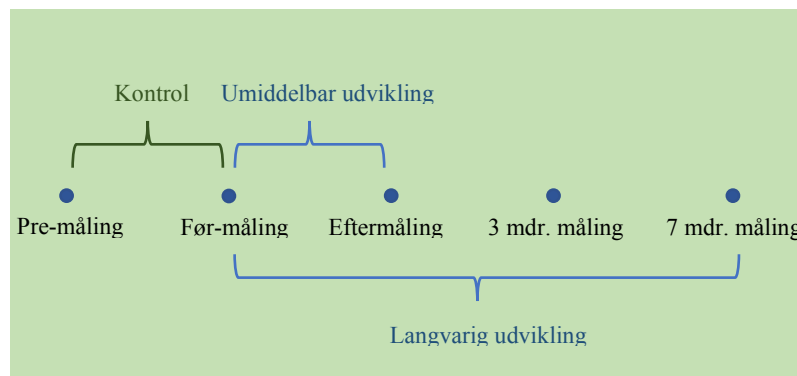 Kontrol
Umiddelbar udvikling
Pre-måling
Før-måling
Eftermåling
3 mdr. måling
7 mdr. måling
Langvarig udvikling